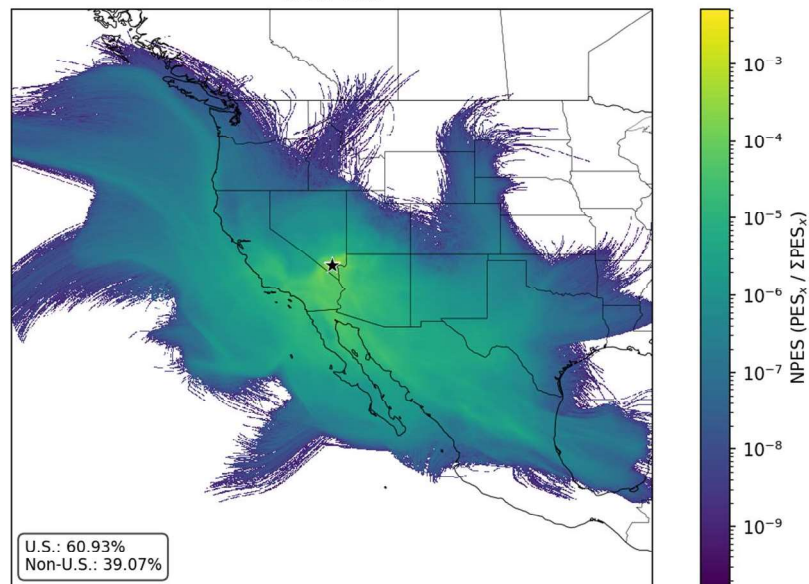 10⁻³
10⁻⁴
10⁻⁵
10⁻⁶
10⁻⁷
10⁻⁸
10⁻⁹
NPES (PESₓ / ΣPESₓ)
U.S.: 60.93%
Non-U.S.: 39.07%